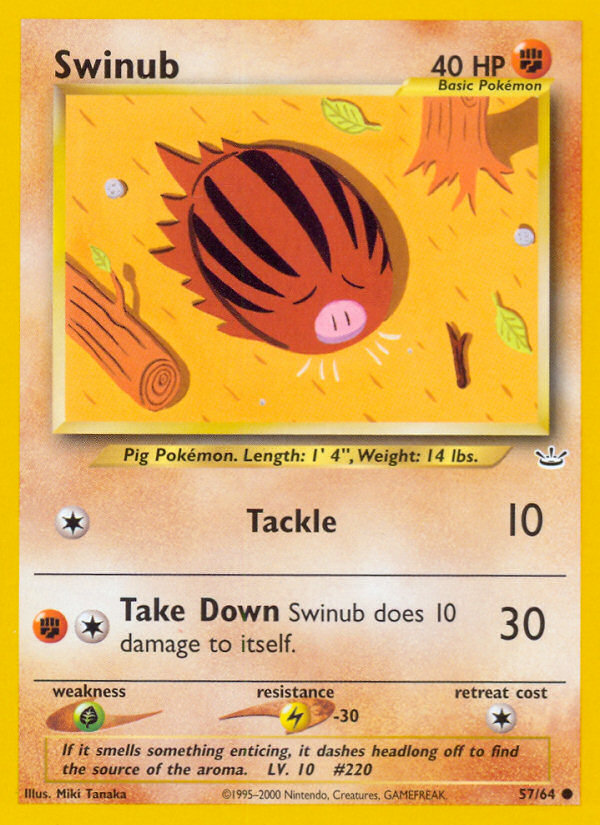 Swinub
40 HP
Basic Pokémon
Pig Pokémon. Length: 1' 4", Weight: 14 lbs.
Tackle 10
Take Down Swinub does 10
damage to itself.
30
weakness
resistance
retreat cost
-30
If it smells something enticing, it dashes headlong off to find
the source of the aroma. LV. 10 #220
Illus. Miki Tanaka
©1995–2000 Nintendo, Creatures, GAMEFREAK.
57/64